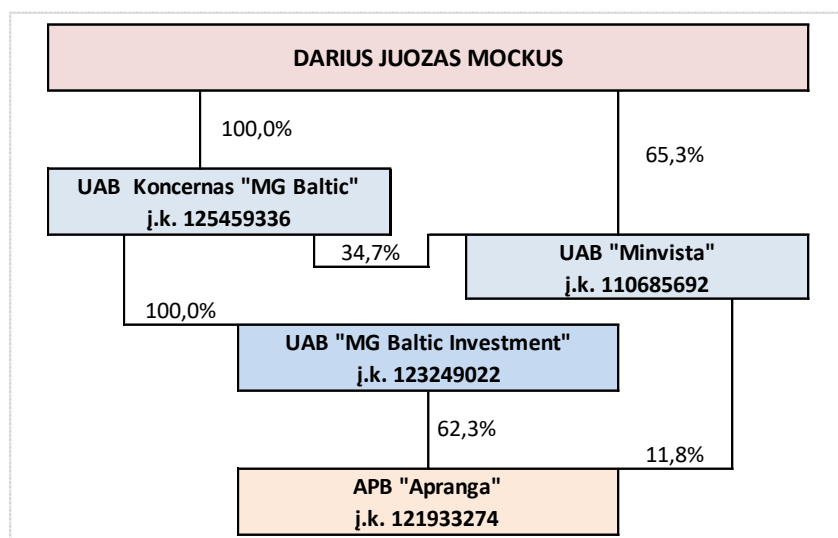 DARIUS JUOZAS MOCKUS
100,0%
65,3%
UAB  Koncernas "MG Baltic"
į.k. 125459336
34,7%
UAB "Minvista"
į.k. 110685692
100,0%
UAB "MG Baltic Investment"
į.k. 123249022
62,3%
11,8%
APB "Apranga"
į.k. 121933274